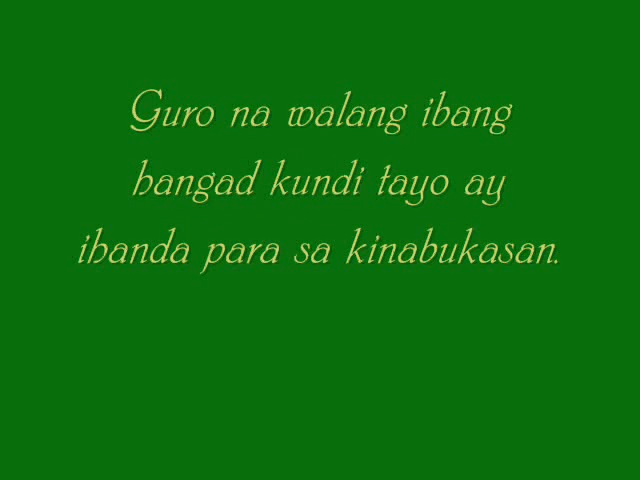 Guro na walang ibang
hangad kundi tayo ay
ihanda para sa kinabukasan.